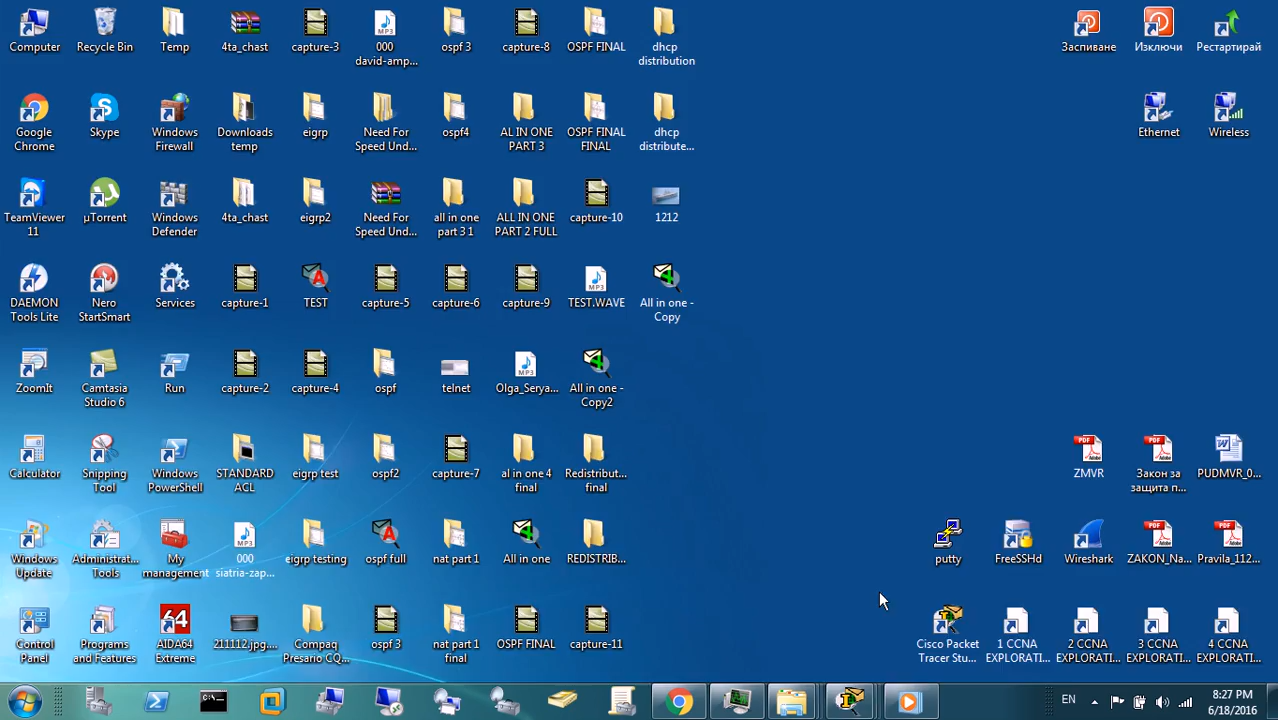 Computer
Recycle Bin
Temp
4ta_chast
capture-3
000
david-amp...
ospf 3
capture-8
OSPF FINAL
dhcp
distribution
Заспиване
Изключи
Рестартирай
Google
Chrome
Skype
Windows
Firewall
Downloads
temp
eigrp
Need For
Speed Und...
ospf4
AL IN ONE
PART 3
OSPF FINAL
FINAL
dhcp
distribute...
Ethernet
Wireless
TeamViewer
11
µTorrent
Windows
Defender
4ta_chast
eigrp2
Need For
Speed Und...
all in one
part 3 1
ALL IN ONE
PART 2 FULL
capture-10
1212
DAEMON
Tools Lite
Nero
StartSmart
Services
capture-1
TEST
capture-5
capture-6
capture-9
TEST.WAVE
All in one -
Copy
ZoomIt
Camtasia
Studio 6
Run
capture-2
capture-4
ospf
telnet
Olga_Serya...
All in one -
Copy2
Calculator
Snipping
Tool
Windows
PowerShell
STANDARD
ACL
eigrp test
ospf2
capture-7
al in one 4
final
Redistribut...
final
ZMVR
Закон за
защита п...
PUDMVR_0...
Windows
Update
Administrat...
Tools
My
management
000
siatria-zap...
eigrp testing
ospf full
nat part 1
All in one
REDISTRIB...
putty
FreeSSHd
Wireshark
ZAKON_Na...
Pravila_112...
Control
Panel
Programs
and Features
64
AIDA64
Extreme
211112.jpg....
Compaq
Presario CQ...
ospf 3
nat part 1
final
OSPF FINAL
capture-11
Cisco Packet
Tracer Stu...
1 CCNA
EXPLORATI...
2 CCNA
EXPLORATI...
3 CCNA
EXPLORATI...
4 CCNA
EXPLORATI...
EN
8:27 PM
6/18/2016